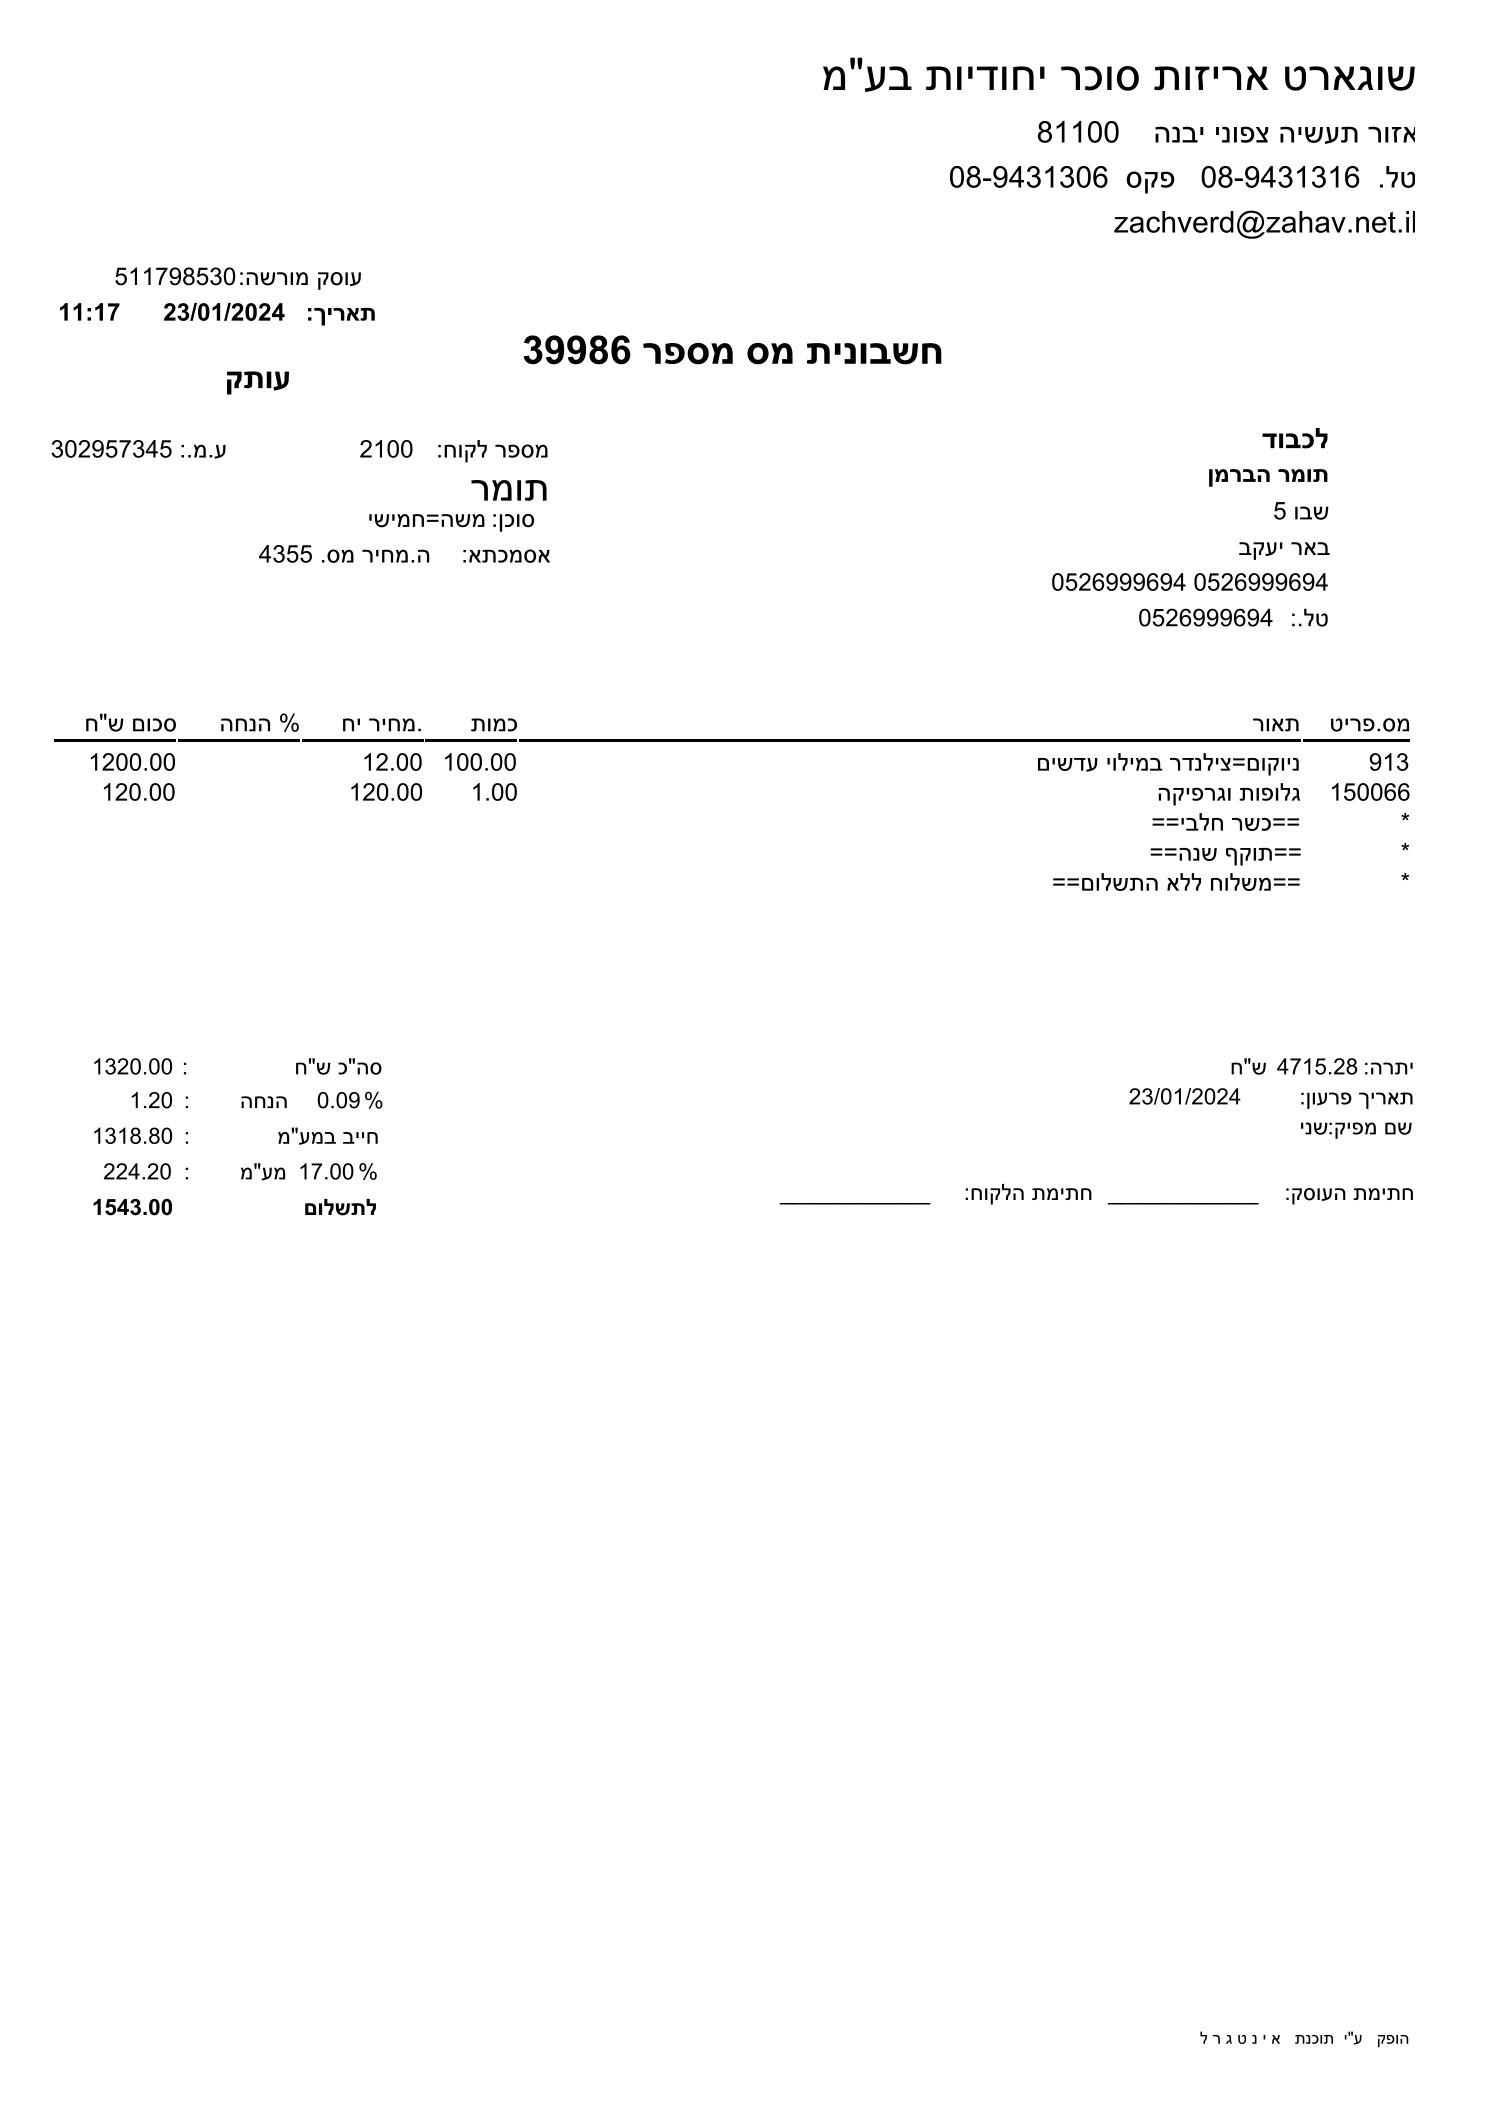 שוגארט אריזות סוכר יחודיות בע"מ
אזור תעשיה צפוני יבנה 81100
טל. 08-9431316 פקס 08-9431306
zachverd@zahav.net.il
עוסק מורשה:511798530
תאריך: 23/01/2024 11:17
חשבונית מס מספר 39986
עותק
לכבוד
תומר הברמן
שבו 5
באר יעקב
0526999694 0526999694
טל.: 0526999694
מספר לקוח: 2100 ע.מ.: 302957345
תומר
סוכן: משה=חמישי
אסמכתא: ה.מחיר מס. 4355
מס.פריט תאור כמות מחיר יח. % הנחה סכום ש"ח
913 ניוקום=צילנדר במילוי עדשים 100.00 12.00 1200.00
150066 גלופות וגרפיקה 1.00 120.00 120.00
* ==כשר חלבי==
* ==תוקף שנה==
* ==משלוח ללא התשלום==
יתרה: 4715.28 ש"ח
תאריך פרעון: 23/01/2024
שם מפיק:שני
חתימת העוסק: ____________ חתימת הלקוח: ____________
סה"כ ש"ח : 1320.00
0.09% הנחה : 1.20
חייב במע"מ : 1318.80
17.00% מע"מ : 224.20
לתשלום 1543.00
הופק ע"י תוכנת א י נ ט ג ר ל